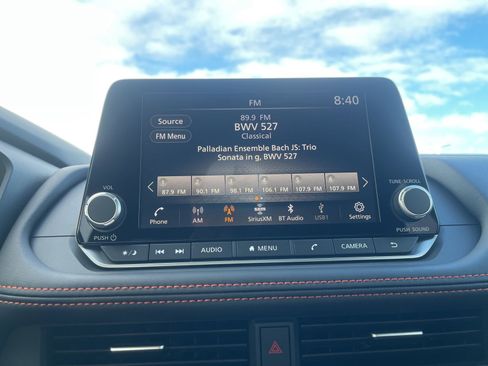 FM
8:40
89.9 FM
Source
BWV 527
Classical
FM Menu
Palladian Ensemble Bach JS: Trio
Sonata in g, BWV 527
87.9 FM
90.1 FM
98.1 FM
106.1 FM
107.9 FM
107.9 FM
VOL
TUNE·SCROLL
Phone
AM
FM
SiriusXM
BT Audio
USB1
Settings
PUSH
PUSH SOUND
AUDIO
MENU
CAMERA